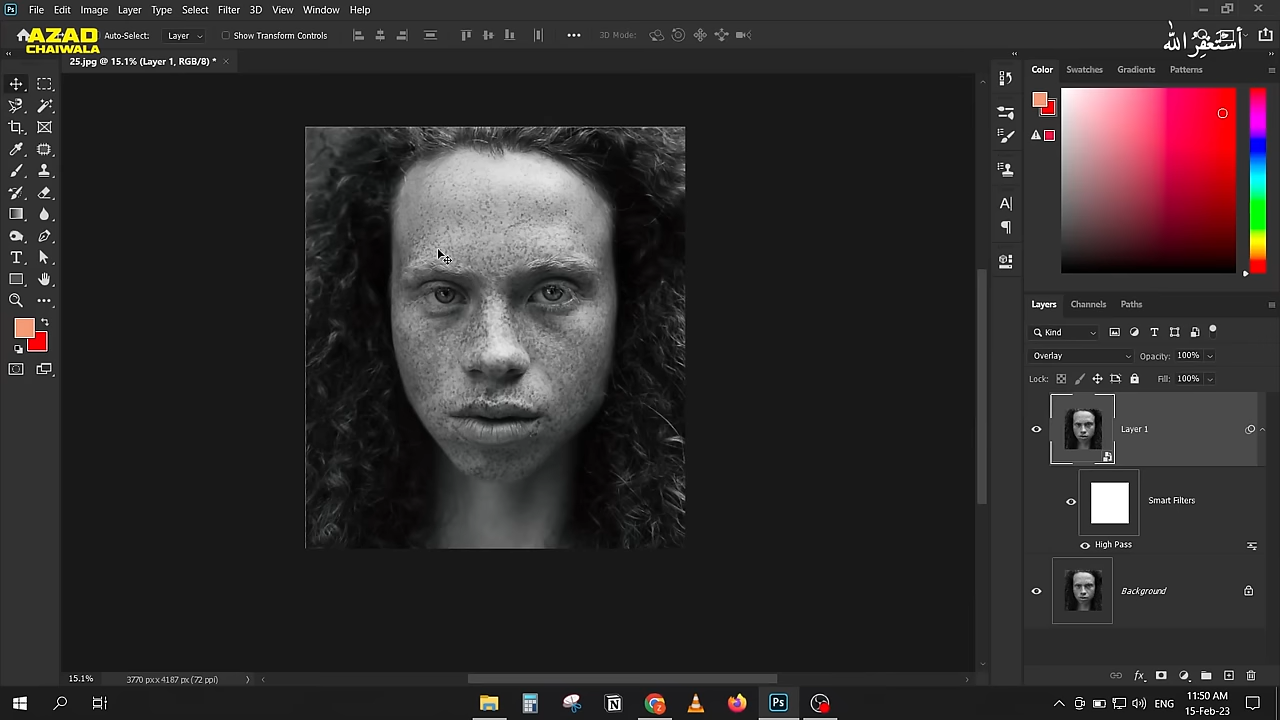 Ps File Edit Image Layer Type Select Filter 3D View Window Help
AZAD
CHAIWALA
Auto-Select: Layer Show Transform Controls 3D Mode:
أستغفر الله
25.jpg @ 15.1% (Layer 1, RGB/8) *
Color Swatches Gradients Patterns
Layers Channels Paths
Kind
Overlay Opacity: 100%
Lock: Fill: 100%
Layer 1
Smart Filters
High Pass
Background
15.1% 3770 px x 4187 px (72 ppi)
Ps ENG 11:50 AM
15-Feb-23